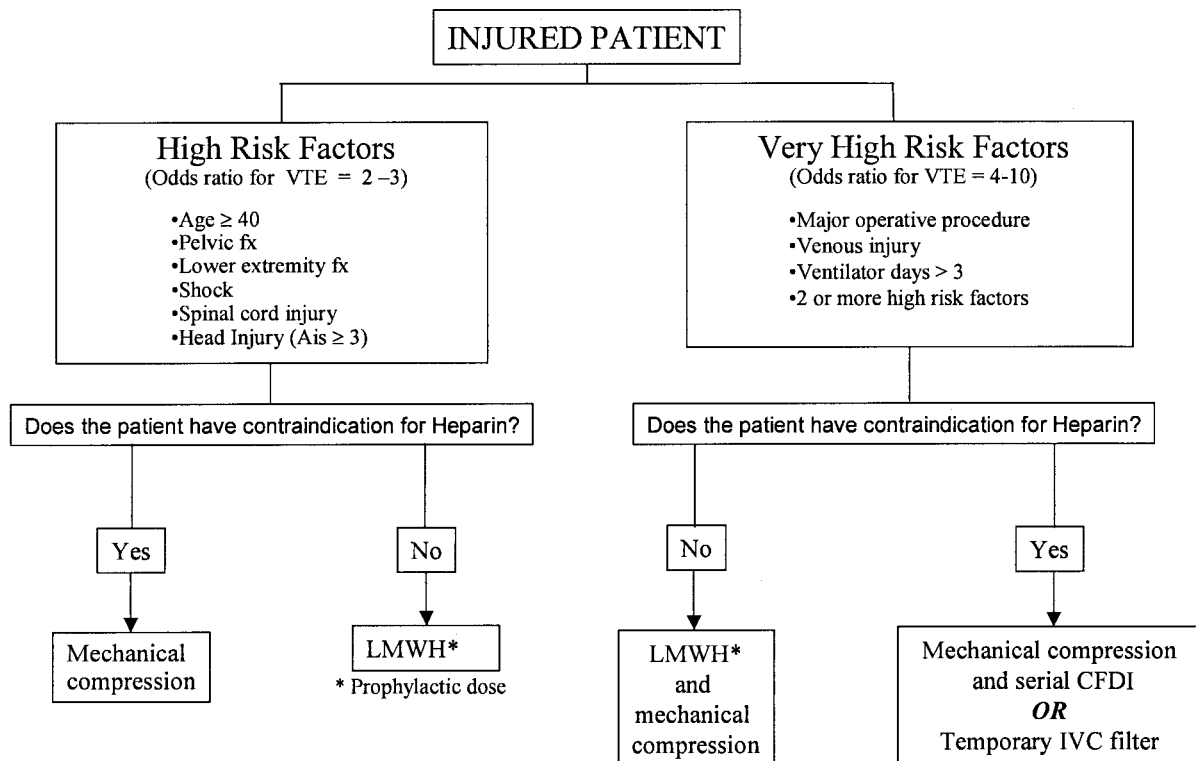 INJURED PATIENT
High Risk Factors
(Odds ratio for VTE = 2 –3)
•Age ≥ 40
•Pelvic fx
•Lower extremity fx
•Shock
•Spinal cord injury
•Head Injury (Ais ≥ 3)
Very High Risk Factors
(Odds ratio for VTE = 4-10)
•Major operative procedure
•Venous injury
•Ventilator days > 3
•2 or more high risk factors
Does the patient have contraindication for Heparin?
Does the patient have contraindication for Heparin?
Yes
No
No
Yes
Mechanical
compression
LMWH*
* Prophylactic dose
LMWH*
and
mechanical
compression
Mechanical compression
and serial CFDI
OR
Temporary IVC filter